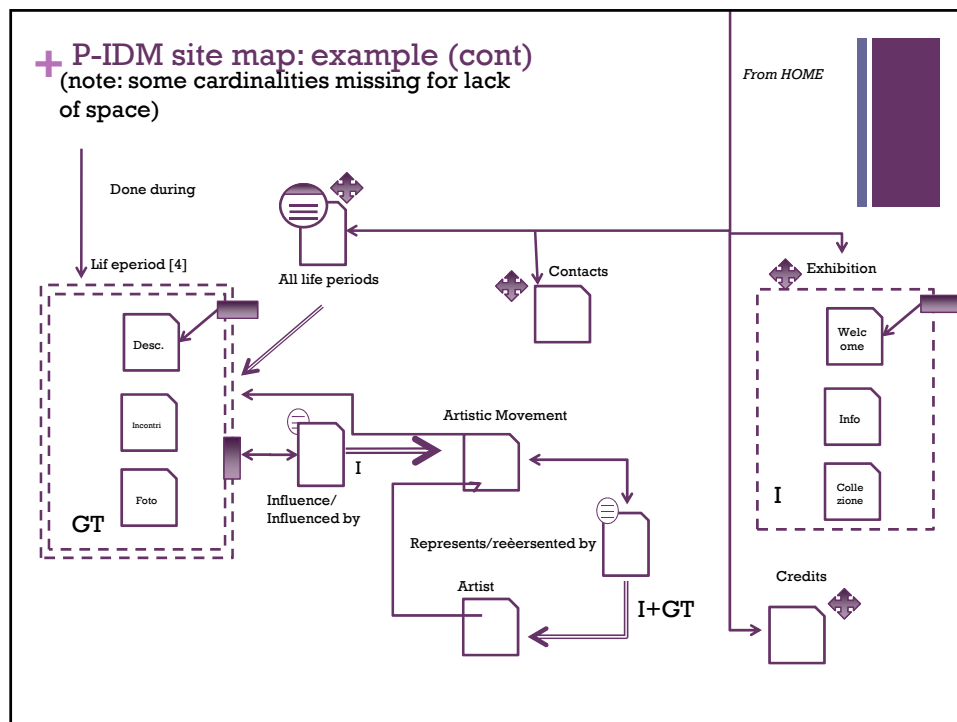 + P-IDM site map: example (cont)
(note: some cardinalities missing for lack
of space)
From HOME
Done during
Lif eperiod [4]
All life periods
Contacts
Exhibition
Desc.
Incontri
Foto
GT
Influence/
Influenced by
I
Artistic Movement
Represents/reèersented by
Artist
I+GT
Welc
ome
Info
Colle
zione
I
Credits